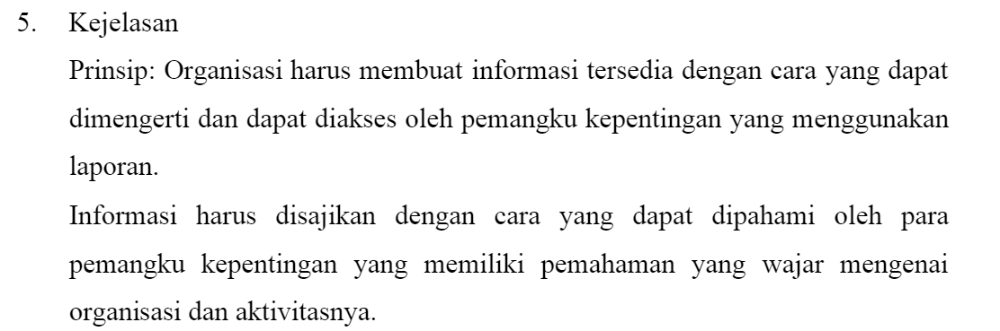 5. Kejelasan
Prinsip: Organisasi harus membuat informasi tersedia dengan cara yang dapat
dimengerti dan dapat diakses oleh pemangku kepentingan yang menggunakan
laporan.
Informasi harus disajikan dengan cara yang dapat dipahami oleh para
pemangku kepentingan yang memiliki pemahaman yang wajar mengenai
organisasi dan aktivitasnya.